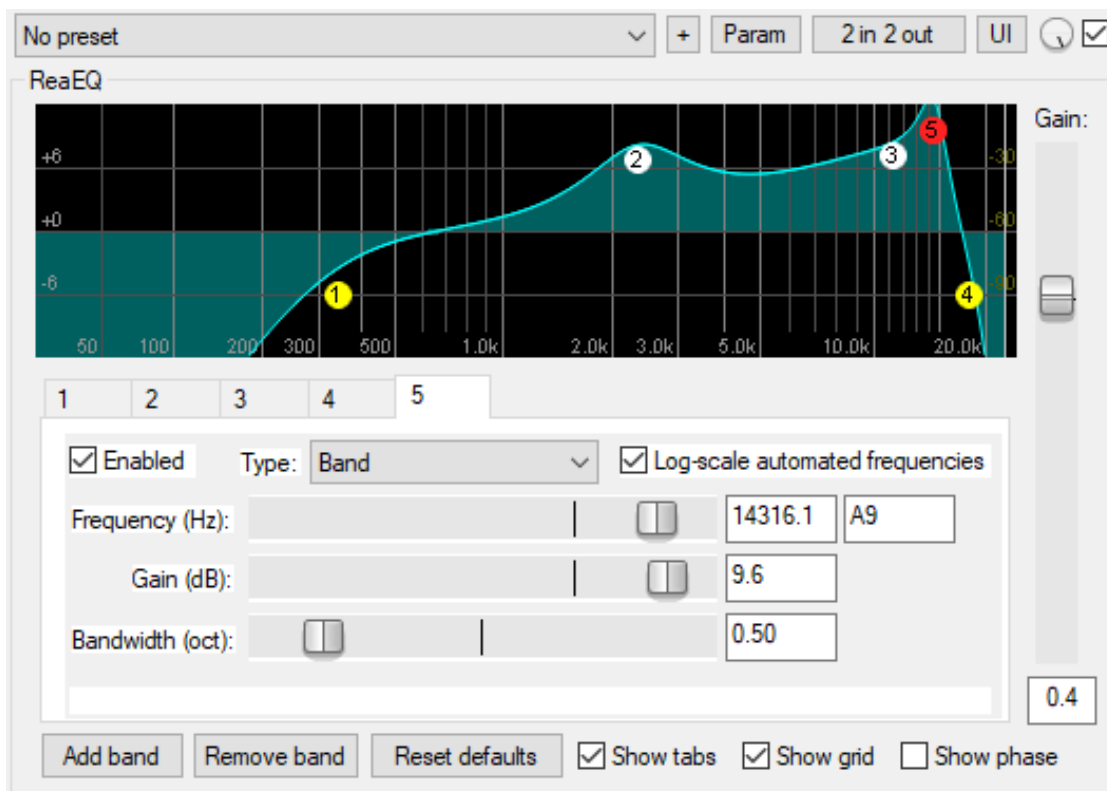 No preset + Param 2 in 2 out UI
ReaEQ
Gain:
5
+6 2 3 -30
+0 -60
-6 1 4 -90
50 100 200 300 500 1.0k 2.0k 3.0k 5.0k 10.0k 20.0k
1 2 3 4 5
Enabled Type: Band Log-scale automated frequencies
Frequency (Hz): 14316.1 A9
Gain (dB): 9.6
Bandwidth (oct): 0.50
0.4
Add band Remove band Reset defaults Show tabs Show grid Show phase